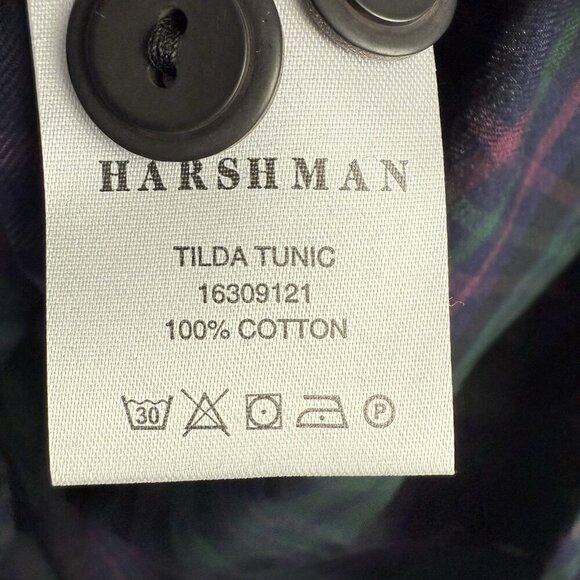 HARSHMAN
TILDA TUNIC
16309121
100% COTTON
30
P